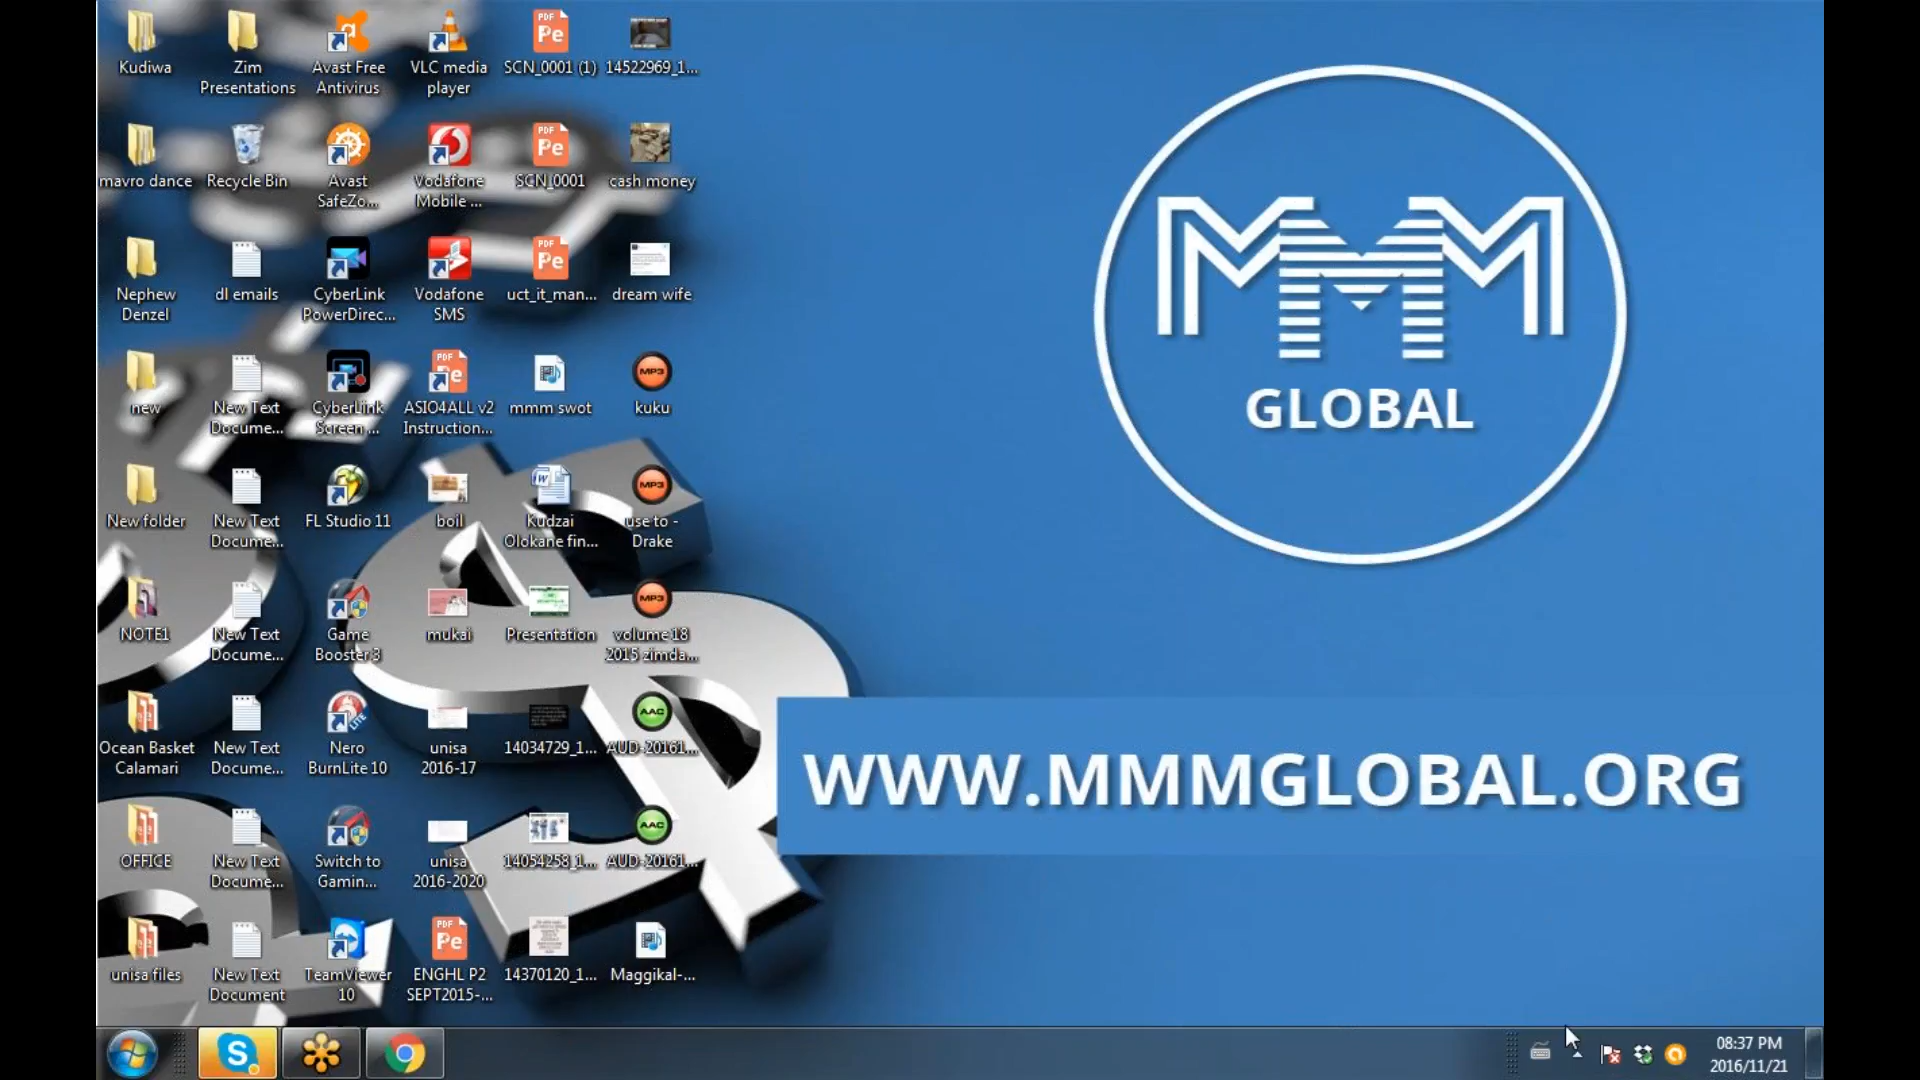 Kudiwa
Zim
Presentations
Avast Free
Antivirus
VLC media
player
SCN_0001 (1)
14522969_1...
mavro dance
Recycle Bin
Avast
SafeZo...
Vodafone
Mobile ...
SCN_0001
cash money
Nephew
Denzel
dl emails
CyberLink
PowerDirec...
Vodafone
SMS
uct_it_man...
dream wife
new
New Text
Docume...
CyberLink
Screen ...
ASIO4ALL v2
Instruction...
mmm swot
kuku
New folder
New Text
Docume...
FL Studio 11
boil
Kudzai
Olokane fin...
use to -
Drake
NOTE1
New Text
Docume...
Game
Booster 3
mukai
Presentation
volume 18
2015 zimda...
Ocean Basket
Calamari
New Text
Docume...
Nero
BurnLite 10
unisa
2016-17
14034729_1...
AUD-20161...
OFFICE
New Text
Docume...
Switch to
Gamin...
unisa
2016-2020
14054258_1...
AUD-20161...
unisa files
New Text
Document
TeamViewer
10
ENGHL P2
SEPT2015-...
14370120_1...
Maggikal-...
MMM
GLOBAL
WWW.MMMGLOBAL.ORG
08:37 PM
2016/11/21